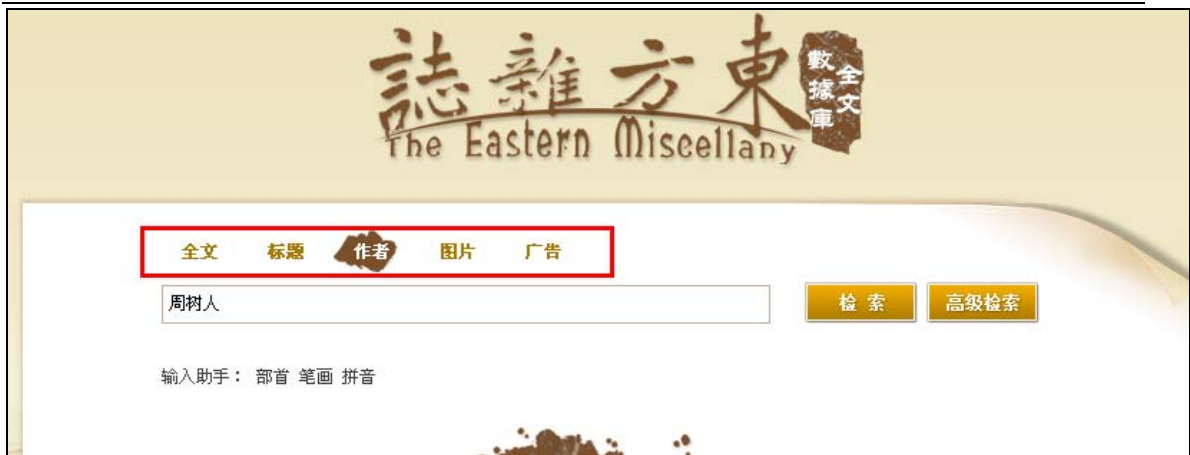 誌雜方東
全文
數據庫
The Eastern Miscellany
全文 标题 作者 图片 广告
周树人
检 索 高级检索
输入助手： 部首 笔画 拼音